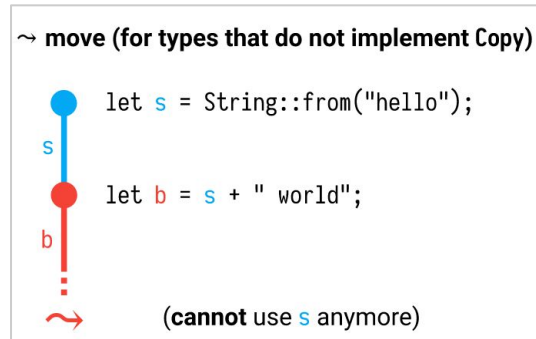 ⤳ move (for types that do not implement Copy)
let s = String::from("hello");
s
let b = s + " world";
b
(cannot use s anymore)